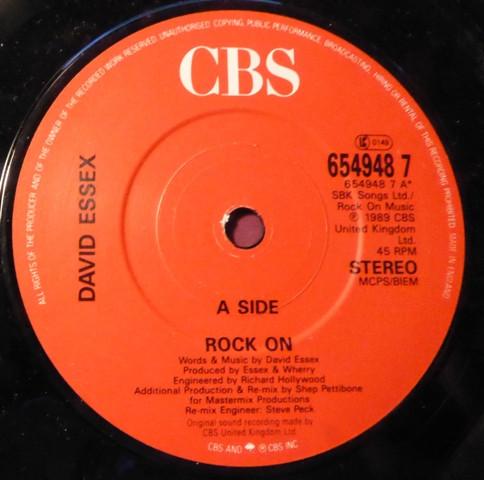 ALL RIGHTS OF THE PRODUCER AND OF THE OWNER OF THE RECORDED WORK RESERVED. UNAUTHORISED COPYING, PUBLIC PERFORMANCE, BROADCASTING, HIRING OR RENTAL OF THIS RECORDING PROHIBITED. MADE IN ENGLAND
CBS
DAVID ESSEX
LC 0149
654948 7
654948 7 A*
SBK Songs Ltd./
Rock On Music
℗ 1989 CBS
United Kingdom
Ltd.
45 RPM
STEREO
MCPS/BIEM
A SIDE
ROCK ON
Words & Music by David Essex
Produced by Essex & Wherry
Engineered by Richard Hollywood
Additional Production & Re-mix by Shep Pettibone
for Mastermix Productions
Re-mix Engineer: Steve Peck
Original sound recording made by
CBS United Kingdom Ltd.
CBS AND ® CBS INC